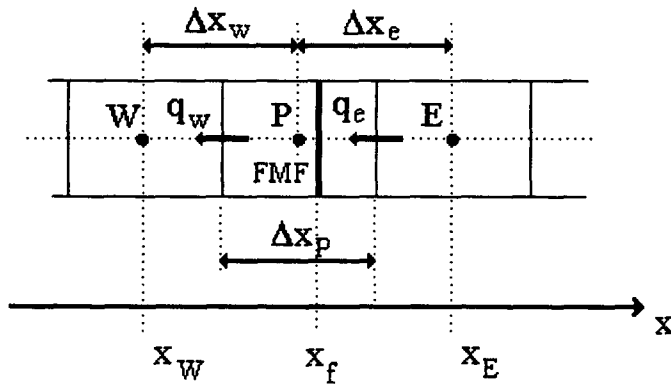 Δx_w Δx_e
W q_w P q_e E
FMF
Δx_P
x
x_W x_f x_E